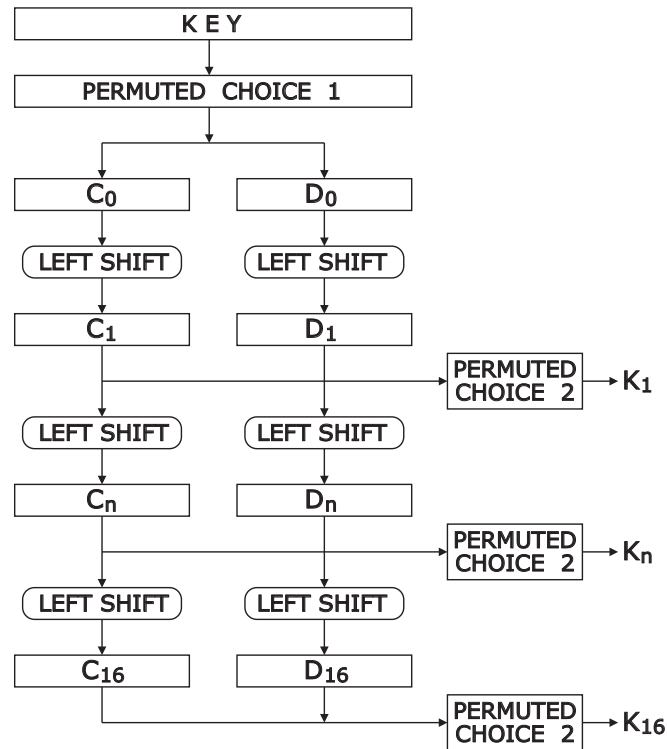 K E Y
PERMUTED CHOICE 1
C0 D0
LEFT SHIFT LEFT SHIFT
C1 D1
PERMUTED
CHOICE 2
K1
LEFT SHIFT LEFT SHIFT
Cn Dn
PERMUTED
CHOICE 2
Kn
LEFT SHIFT LEFT SHIFT
C16 D16
PERMUTED
CHOICE 2
K16